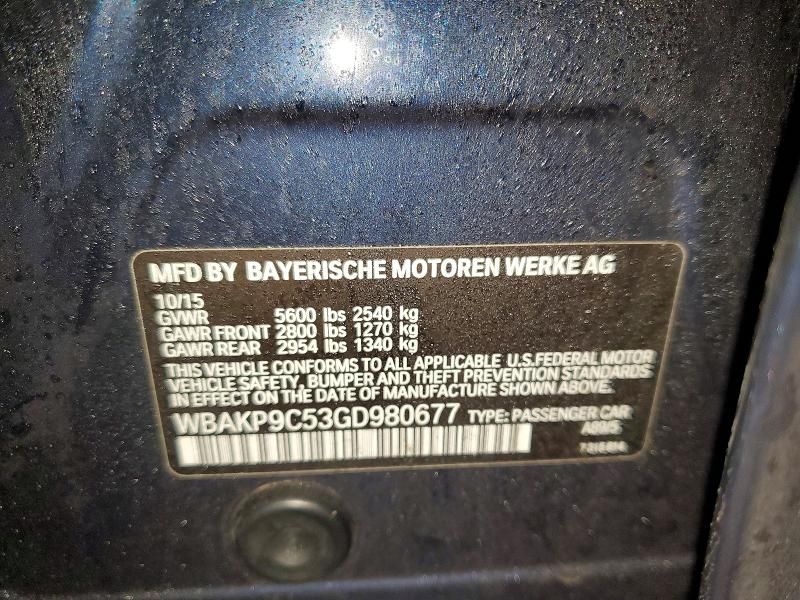 MFD BY BAYERISCHE MOTOREN WERKE AG
10/15
GVWR 5600 lbs 2540 kg
GAWR FRONT 2800 lbs 1270 kg
GAWR REAR 2954 lbs 1340 kg
THIS VEHICLE CONFORMS TO ALL APPLICABLE U.S.FEDERAL MOTOR
VEHICLE SAFETY, BUMPER AND THEFT PREVENTION STANDARDS
IN EFFECT ON THE DATE OF MANUFACTURE SHOWN ABOVE.
WBAKP9C53GD980677 TYPE: PASSENGER CAR